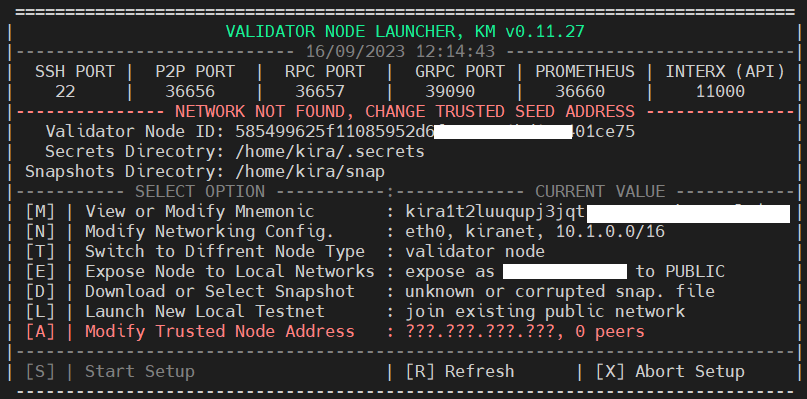 ================================================================================
VALIDATOR NODE LAUNCHER, KM v0.11.27
|--------------------------- 16/09/2023 12:14:43 ------------------------------|
| SSH PORT | P2P PORT | RPC PORT | GRPC PORT | PROMETHEUS | INTERX (API) |
| 22 | 36656 | 36657 | 39090 | 36660 | 11000 |
|--------------- NETWORK NOT FOUND, CHANGE TRUSTED SEED ADDRESS ---------------|
| Validator Node ID: 585499625f11085952d6 01ce75
| Secrets Direcotry: /home/kira/.secrets
| Snapshots Direcotry: /home/kira/snap
|----------- SELECT OPTION -----------:------------- CURRENT VALUE ------------|
| [M] | View or Modify Mnemonic : kira1t2luuqupj3jqt
| [N] | Modify Networking Config. : eth0, kiranet, 10.1.0.0/16
| [T] | Switch to Diffrent Node Type : validator node
| [E] | Expose Node to Local Networks : expose as to PUBLIC
| [D] | Download or Select Snapshot : unknown or corrupted snap. file
| [L] | Launch New Local Testnet : join existing public network
| [A] | Modify Trusted Node Address : ???.???.???.???, 0 peers
|------------------------------------------------------------------------------|
| [S] | Start Setup | [R] Refresh | [X] Abort Setup |
--------------------------------------------------------------------------------